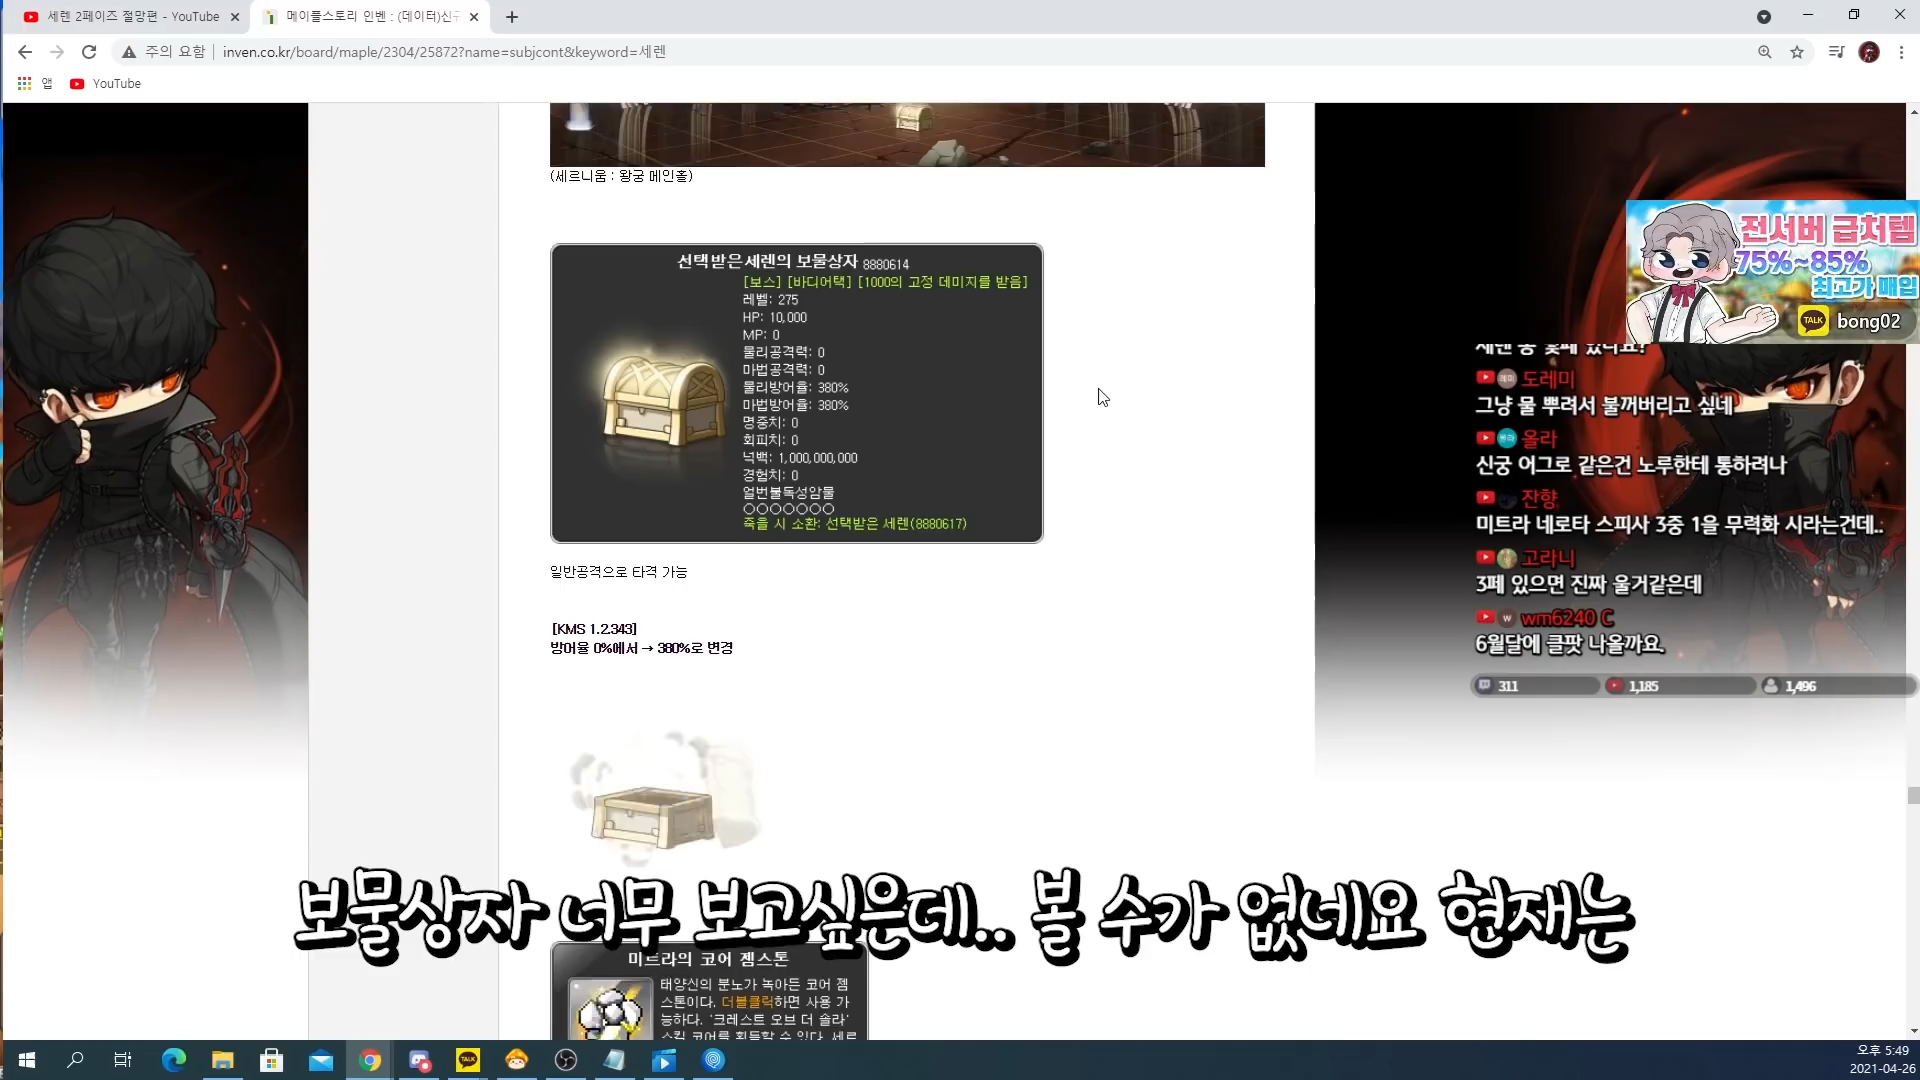 세렌 2페이즈 절망편 - YouTube
메이플스토리 인벤 : (데이터)신규
주의 요함
inven.co.kr/board/maple/2304/25872?name=subjcont&keyword=세렌
앱
YouTube
(세르니움 : 왕궁 메인홀)
선택받은세렌의 보물상자 8880614
[보스] [바디어택] [1000의 고정 데미지를 받음]
레벨: 275
HP: 10,000
MP: 0
물리공격력: 0
마법공격력: 0
물리방어율: 380%
마법방어율: 380%
명중치: 0
회피치: 0
넉백: 1,000,000,000
경험치: 0
얼번불독성암물
○○○○○○○
죽을 시 소환: 선택받은 세렌(8880617)
일반공격으로 타격 가능
[KMS 1.2.343]
방어율 0%에서 → 380%로 변경
보물상자 너무 보고싶은데.. 볼 수가 없네요 현재는
미트라의 코어 젬스톤
태양신의 분노가 녹아든 코어 젬
스톤이다. 더블클릭하면 사용 가
능하다. '크레스트 오브 더 솔라'
스킬 코어를 획득할 수 있다. 세르
전서버 급처템
75%~85%
최고가 매입
TALK
bong02
도레미
그냥 물 뿌려서 불꺼버리고 싶네
올라
신궁 어그로 같은건 노루한테 통하려나
잔향
미트라 네로타 스피사 3중 1을 무력화 시라는건데..
고라니
3페 있으면 진짜 울거같은데
W
wm6240 C
6월달에 클팟 나올까요.
311
1,185
1,496
TALK
오후 5:49
2021-04-26